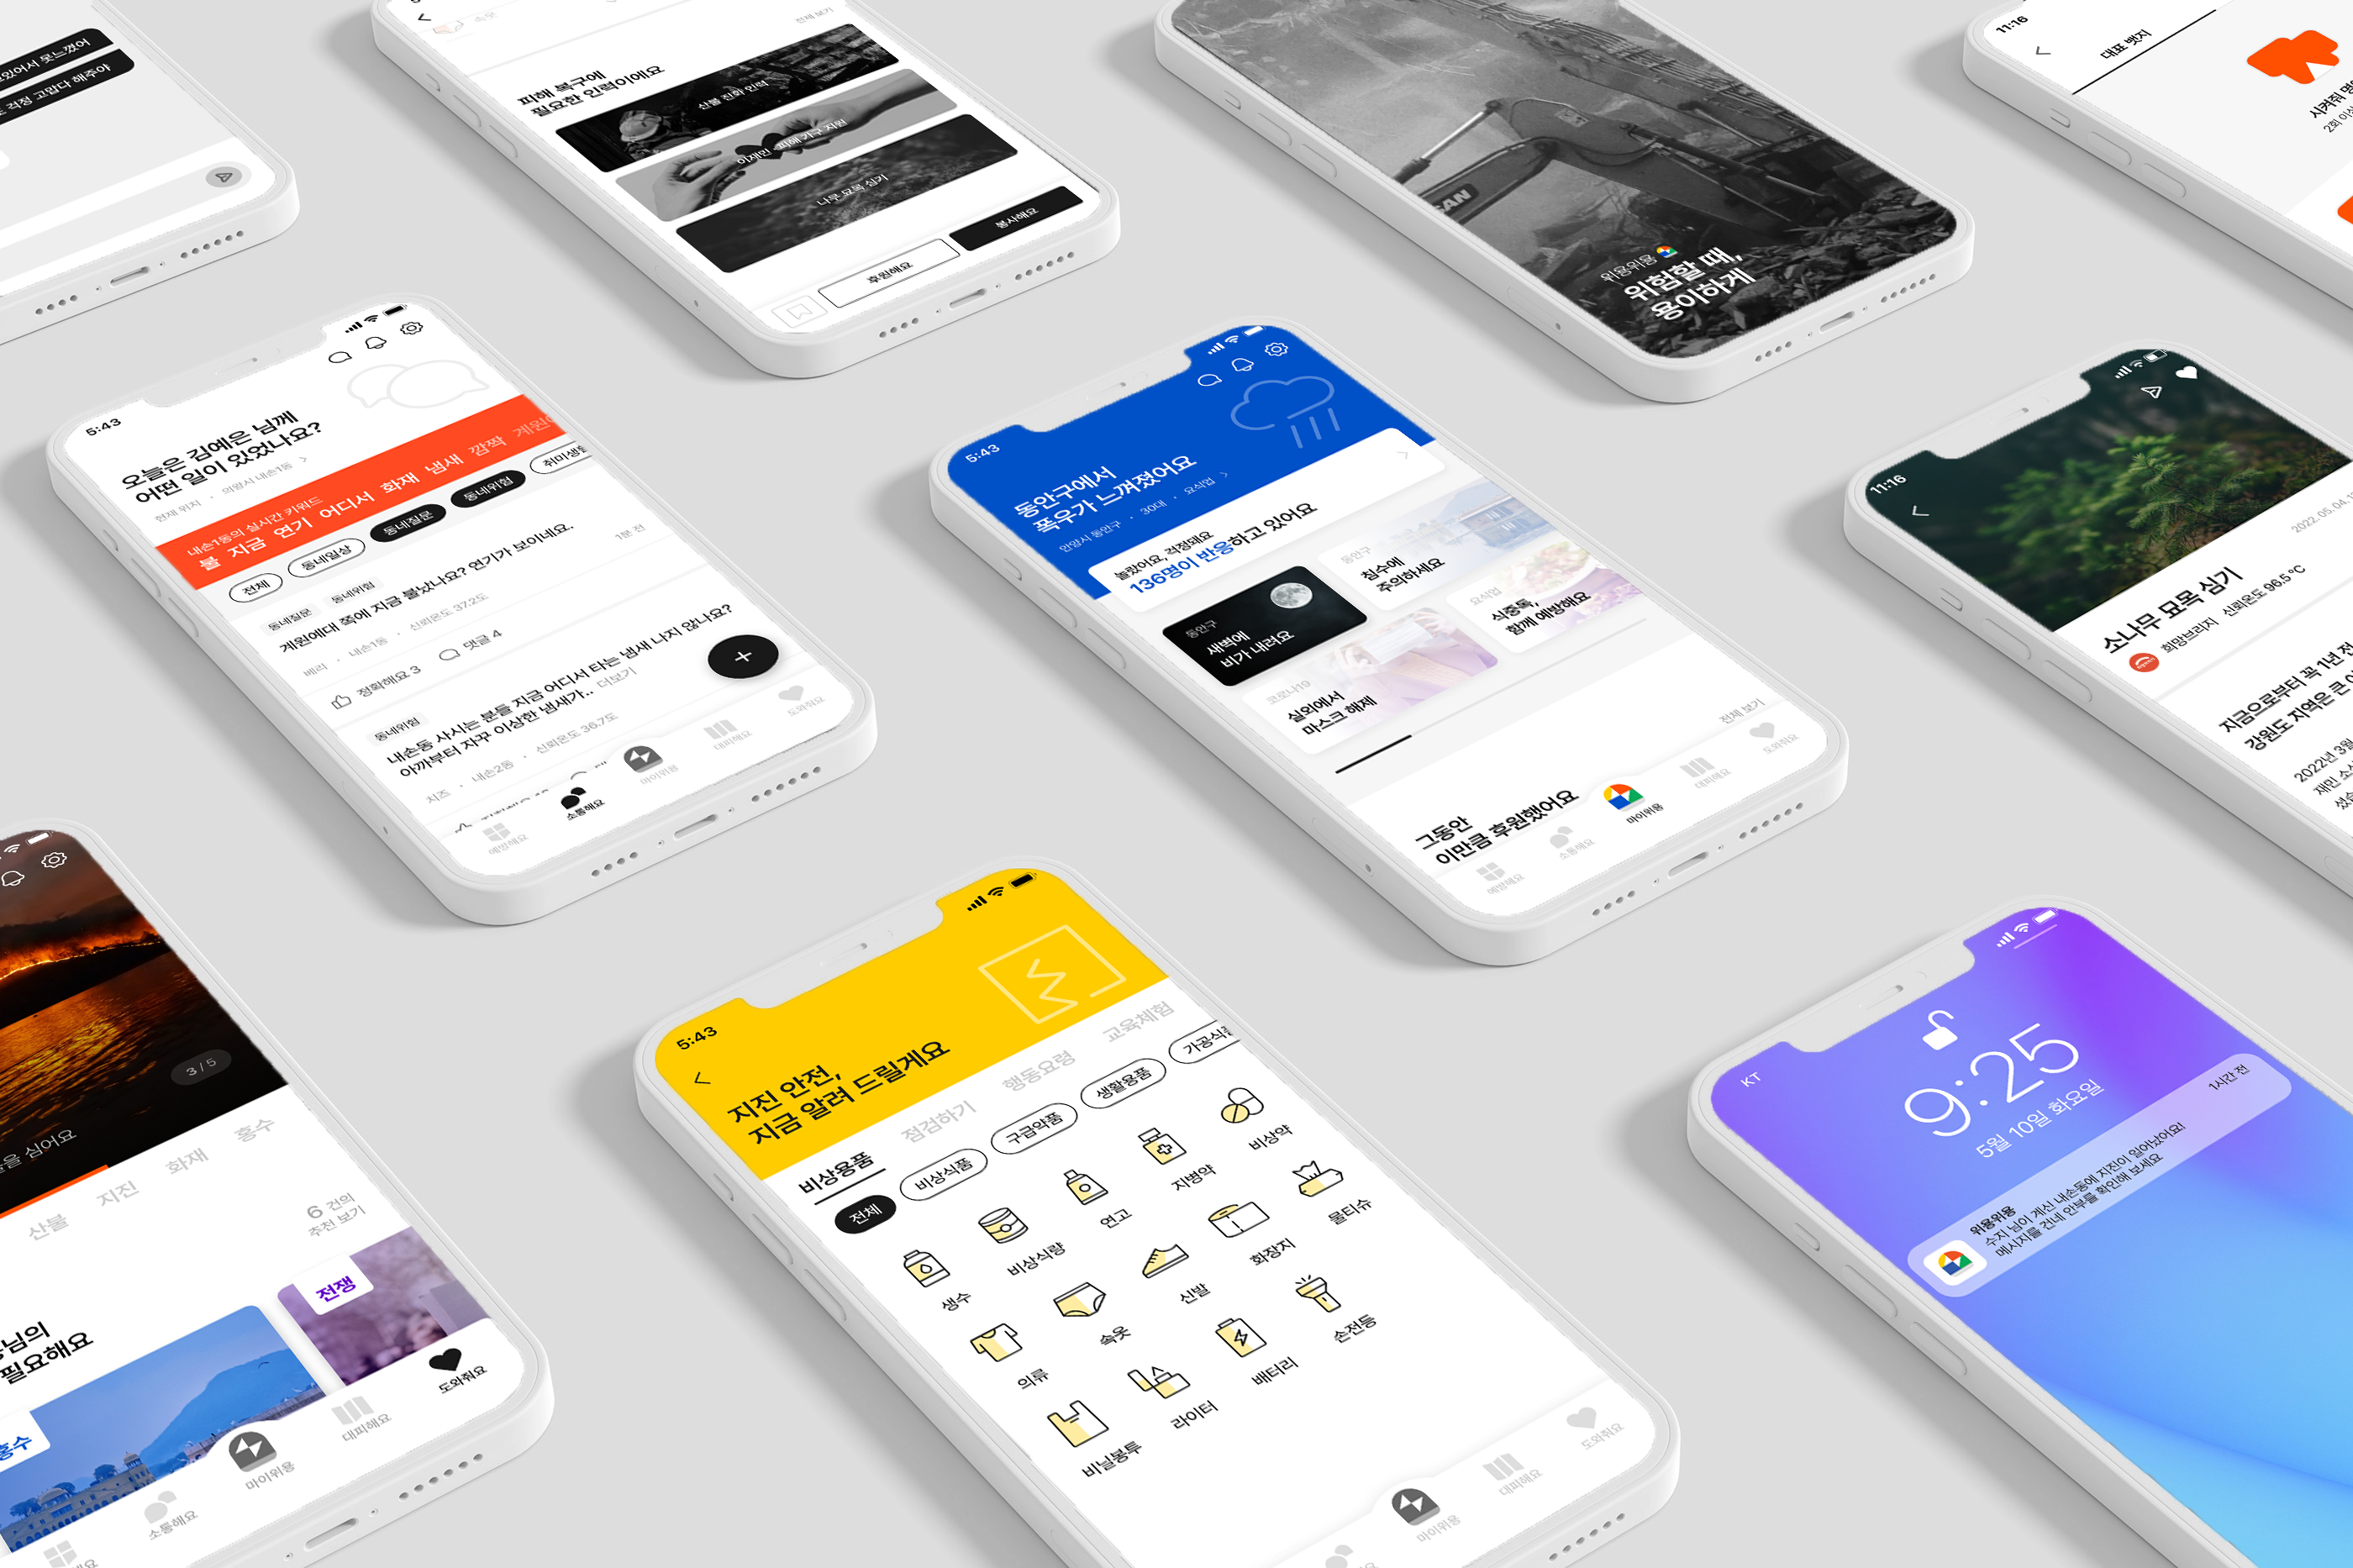 있어서 못느꼈어
걱정 고맙다 해주야
전체 보기
피해 복구에
필요한 인력이에요
산불 진화 인력
이재민 피해 기구 지원
나무 묘목 심기
후원해요
봉사해요
위용위용
위험할 때,
용이하게
11:16
대표 뱃지
시켜줘 명
2회 이상
5:43
오늘은 김예은 님께
어떤 일이 있었나요?
현재 위치 · 의왕시 내손1동 >
내손1동의 실시간 키워드
불 지금 연기 어디서 화재 냄새 깜짝 계원
전체
동네일상
동네질문
동네위험
취미생활
동네질문
동네위험
계원예대 쪽에 지금 불났나요? 연기가 보이네요..
1분 전
베리 · 내손1동 · 신뢰온도 37.2도
정확해요 3
댓글 4
동네위험
내손동 사시는 분들 지금 어디서 타는 냄새 나지 않나요?
아까부터 자꾸 이상한 냄새가.. 더보기
치즈 · 내손2동 · 신뢰온도 36.7도
예방해요
소통해요
마이위용
대피해요
도와줘요
5:43
동안구에서
폭우가 느껴졌어요
안양시 동안구 · 30대 · 요식업 >
놀랐어요, 걱정돼요
136명이 반응하고 있어요
동안구
새벽에
비가 내려요
동안구
침수에
주의하세요
코로나19
실외에서
마스크 해제
요식업
식중독,
함께 예방해요
전체 보기
그동안
이만큼 후원했어요
예방해요
소통해요
마이위용
대피해요
도와줘요
11:16
2022.05.04.1
소나무 묘목 심기
희망브리지 신뢰온도 96.5℃
지금으로부터 꼭 1년 전
강원도 지역은 큰
2022년 3월
재민 소
셨습
3 / 5
을 심어요
산불
지진
화재
홍수
6 건의
추천 보기
님의
필요해요
홍수
전쟁
소통해요
마이위용
대피해요
도와줘요
5:43
지진 안전,
지금 알려 드릴게요
비상용품
점검하기
행동요령
교육체험
전체
비상식품
구급약품
생활용품
가공식품
생수
비상식량
연고
지병약
비상약
의류
속옷
신발
화장지
물티슈
비닐봉투
라이터
배터리
손전등
마이위용
대피해요
도와줘요
KT
9:25
5월 10일 화요일
위용위용
1시간 전
수지 님이 계신 내손동에 지진이 일어났어요!
메시지를 건네 안부를 확인해 보세요